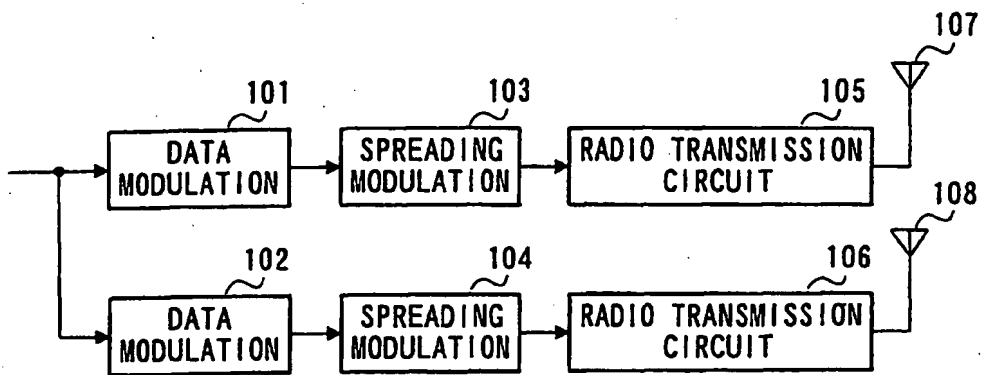 107
101
103
105
DATA
MODULATION
SPREADING
MODULATION
RADIO TRANSMISSION
CIRCUIT
108
102
104
106
DATA
MODULATION
SPREADING
MODULATION
RADIO TRANSMISSION
CIRCUIT